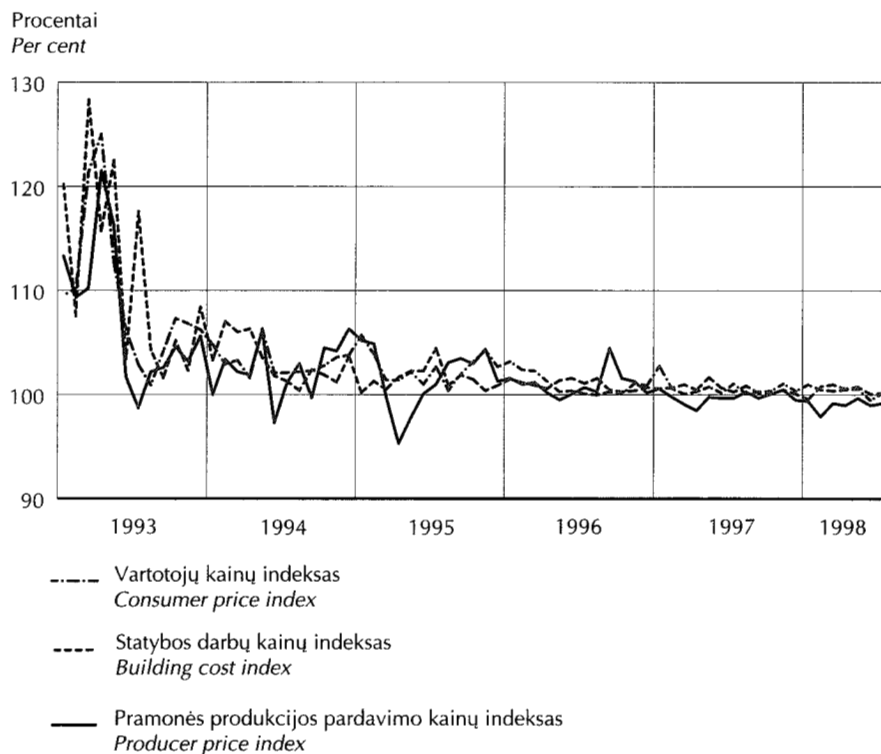 Procentai
Per cent
130
120
110
100
90
1993 1994 1995 1996 1997 1998
Vartotojų kainų indeksas
Consumer price index
Statybos darbų kainų indeksas
Building cost index
Pramonės produkcijos pardavimo kainų indeksas
Producer price index